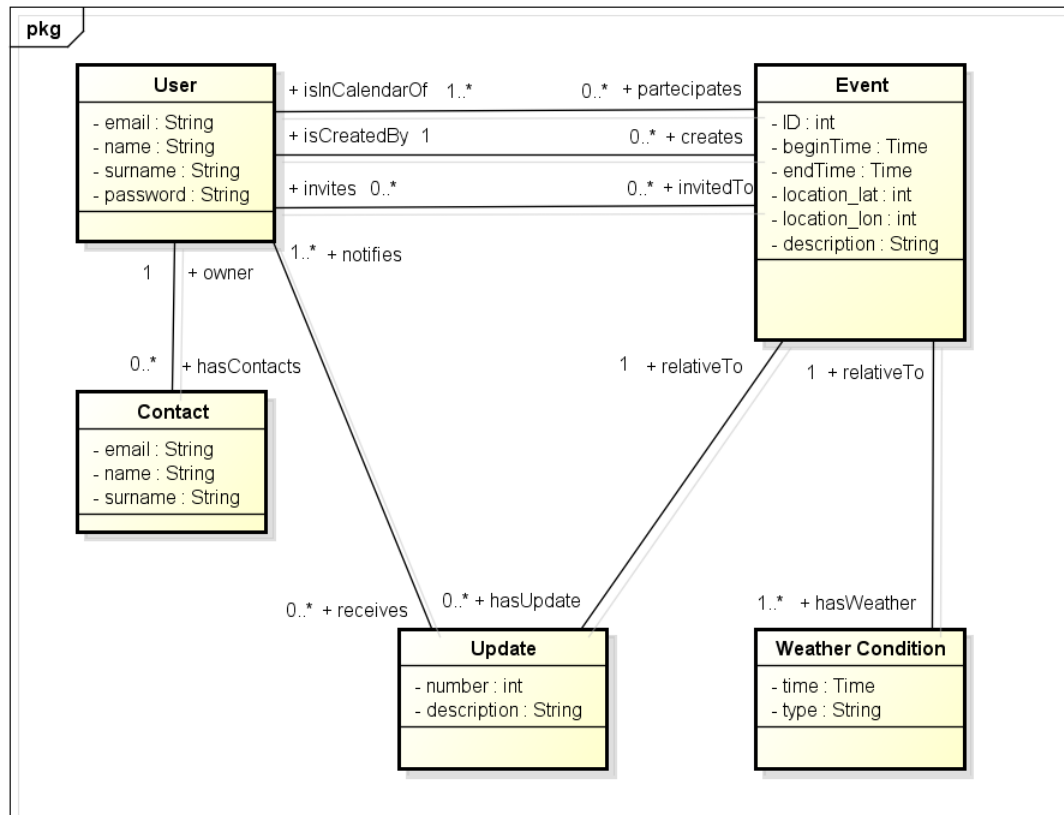 pkg
User
- email : String
- name : String
- surname : String
- password : String
+ isInCalendarOf 1..* 0..* + partecipates
+ isCreatedBy 1 0..* + creates
+ invites 0..* 0..* + invitedTo
Event
- ID : int
- beginTime : Time
- endTime : Time
- location_lat : int
- location_lon : int
- description : String
1..* + notifies
1 + owner
0..* + hasContacts
1 + relativeTo
1 + relativeTo
Contact
- email : String
- name : String
- surname : String
0..* + receives
0..* + hasUpdate
1..* + hasWeather
Update
- number : int
- description : String
Weather Condition
- time : Time
- type : String